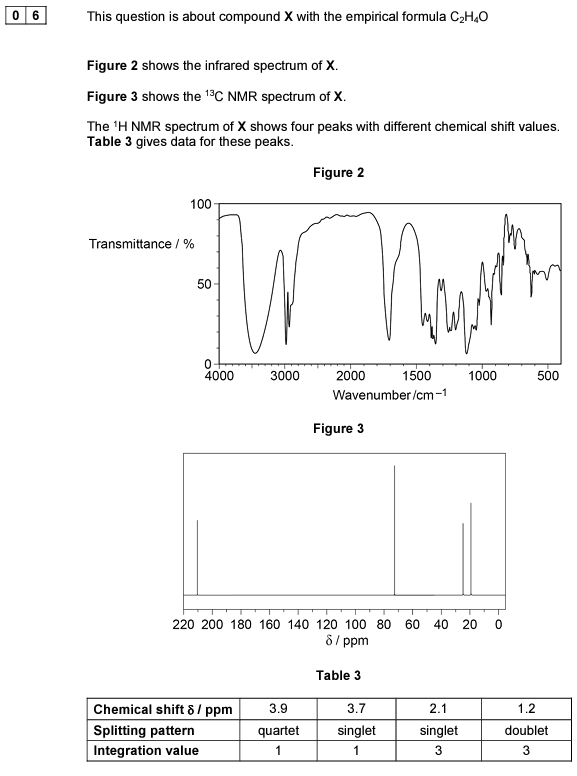 0 6 This question is about compound X with the empirical formula C₂H₄O
Figure 2 shows the infrared spectrum of X.
Figure 3 shows the ¹³C NMR spectrum of X.
The ¹H NMR spectrum of X shows four peaks with different chemical shift values.
Table 3 gives data for these peaks.
Figure 2
100
Transmittance / %
50
0
4000 3000 2000 1500 1000 500
Wavenumber /cm⁻¹
Figure 3
220 200 180 160 140 120 100 80 60 40 20 0
δ / ppm
Table 3
Chemical shift δ / ppm 3.9 3.7 2.1 1.2
Splitting pattern quartet singlet singlet doublet
Integration value 1 1 3 3